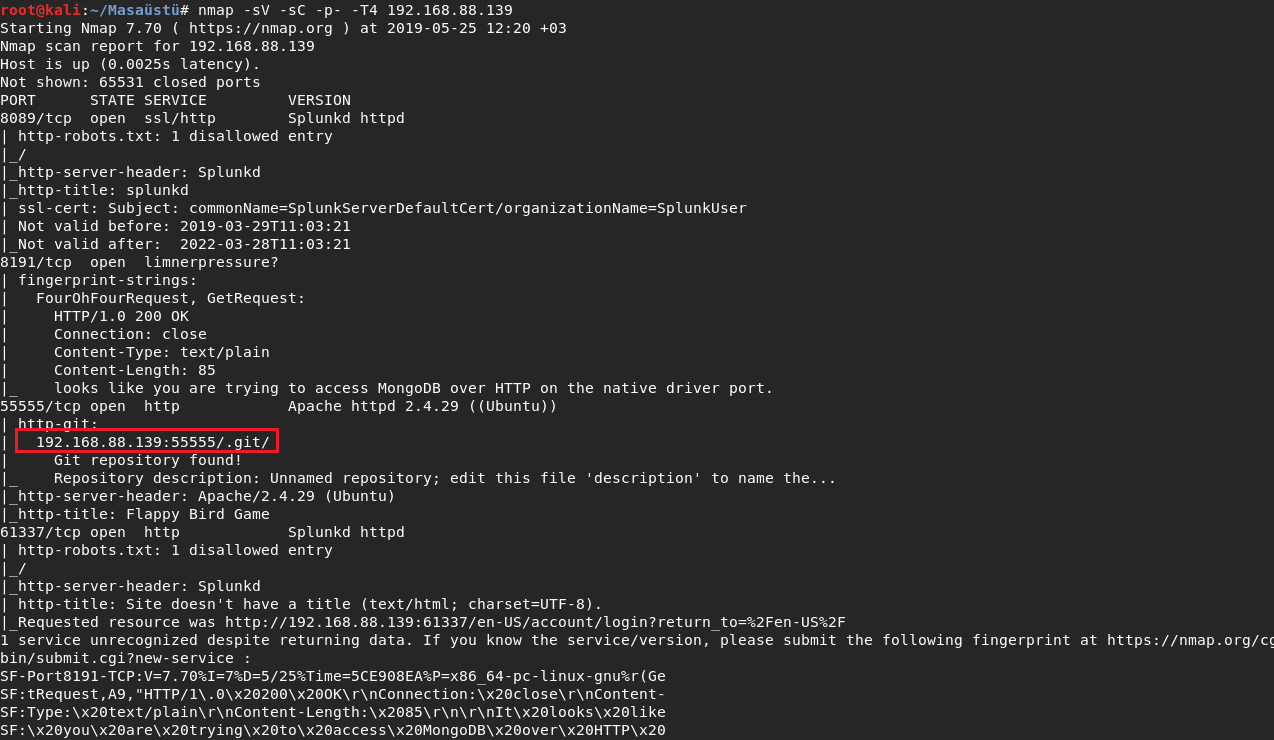 root@kali:~/Masaüstü# nmap -sV -sC -p- -T4 192.168.88.139
Starting Nmap 7.70 ( https://nmap.org ) at 2019-05-25 12:20 +03
Nmap scan report for 192.168.88.139
Host is up (0.0025s latency).
Not shown: 65531 closed ports
PORT      STATE SERVICE         VERSION
8089/tcp  open  ssl/http        Splunkd httpd
| http-robots.txt: 1 disallowed entry
|_/
|_http-server-header: Splunkd
|_http-title: splunkd
| ssl-cert: Subject: commonName=SplunkServerDefaultCert/organizationName=SplunkUser
| Not valid before: 2019-03-29T11:03:21
|_Not valid after:  2022-03-28T11:03:21
8191/tcp  open  limnerpressure?
| fingerprint-strings:
|   FourOhFourRequest, GetRequest:
|     HTTP/1.0 200 OK
|     Connection: close
|     Content-Type: text/plain
|     Content-Length: 85
|_    looks like you are trying to access MongoDB over HTTP on the native driver port.
55555/tcp open  http            Apache httpd 2.4.29 ((Ubuntu))
| http-git:
|   192.168.88.139:55555/.git/
|     Git repository found!
|_    Repository description: Unnamed repository; edit this file 'description' to name the...
|_http-server-header: Apache/2.4.29 (Ubuntu)
|_http-title: Flappy Bird Game
61337/tcp open  http            Splunkd httpd
| http-robots.txt: 1 disallowed entry
|_/
|_http-server-header: Splunkd
| http-title: Site doesn't have a title (text/html; charset=UTF-8).
|_Requested resource was http://192.168.88.139:61337/en-US/account/login?return_to=%2Fen-US%2F
1 service unrecognized despite returning data. If you know the service/version, please submit the following fingerprint at https://nmap.org/cg
bin/submit.cgi?new-service :
SF-Port8191-TCP:V=7.70%I=7%D=5/25%Time=5CE908EA%P=x86_64-pc-linux-gnu%r(Ge
SF:tRequest,A9,"HTTP/1\.0\x20200\x20OK\r\nConnection:\x20close\r\nContent-
SF:Type:\x20text/plain\r\nContent-Length:\x2085\r\n\r\nIt\x20looks\x20like
SF:\x20you\x20are\x20trying\x20to\x20access\x20MongoDB\x20over\x20HTTP\x20